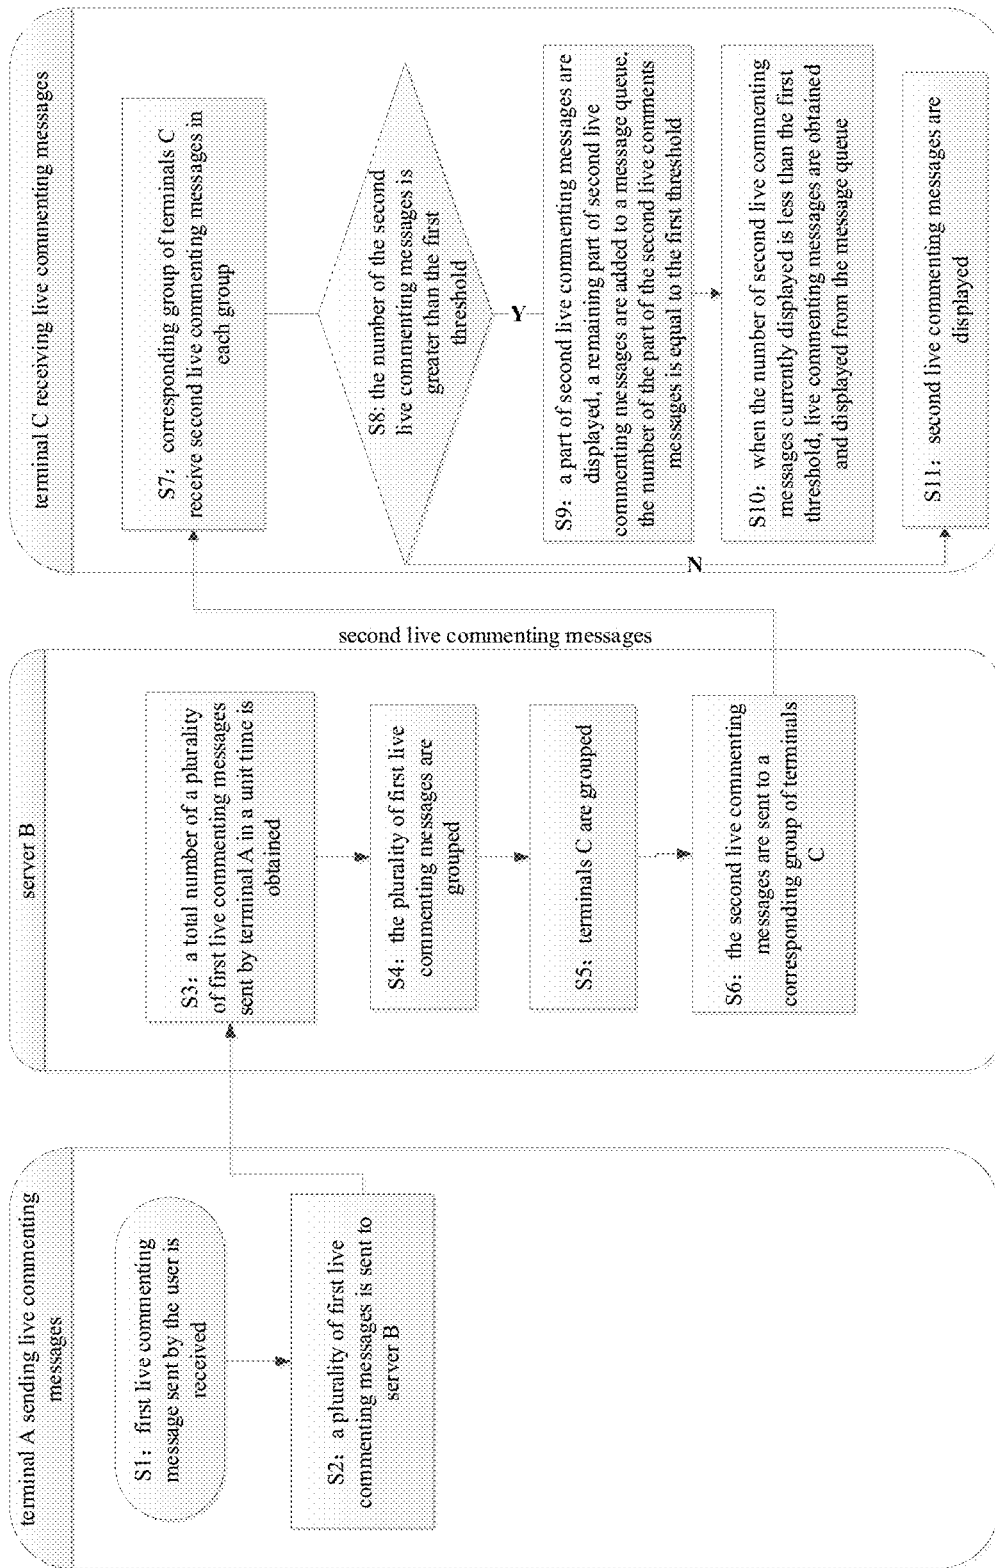 terminal A sending live commenting
messages
S1: first live commenting
message sent by the user is
received
S2: a plurality of first live
commenting messages is sent to
server B
server B
S3: a total number of a plurality
of first live commenting messages
sent by terminal A in a unit time is
obtained
S4: the plurality of first live
commenting messages are
grouped
S5: terminals C are grouped
S6: the second live commenting
messages are sent to a
corresponding group of terminals
C
second live commenting messages
terminal C receiving live commenting messages
S7: corresponding group of terminals C
receive second live commenting messages in
each group
S8: the number of the second
live commenting messages is
greater than the first
threshold
Y
N
S9: a part of second live commenting messages are
displayed, a remaining part of second live
commenting messages are added to a message queue,
the number of the part of the second live comments
messages is equal to the first threshold
S10: when the number of second live commenting
messages currently displayed is less than the first
threshold, live commenting messages are obtained
and displayed from the message queue
S11: second live commenting messages are
displayed